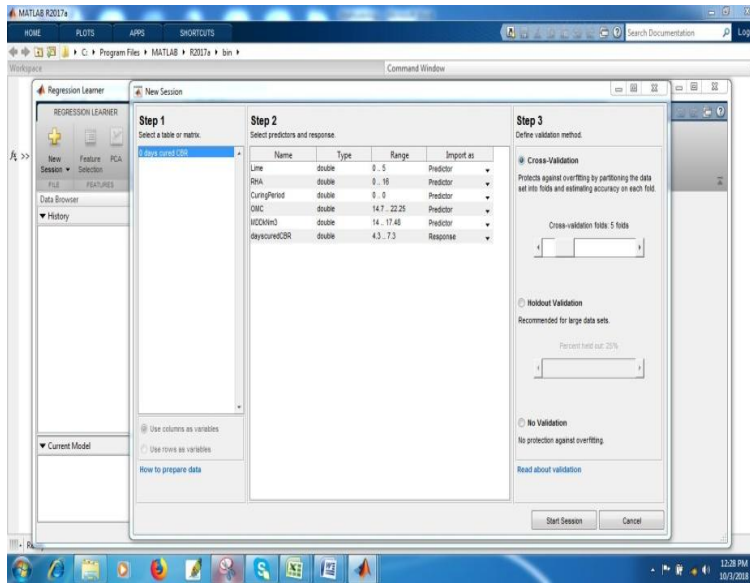 MATLAB R2017a
HOME PLOTS APPS SHORTCUTS
Search Documentation Log
C: Program Files MATLAB R2017a bin
Workspace Command Window
Regression Learner
REGRESSION LEARNER
New Session Feature Selection PCA
FILE FEATURES
Data Browser
History
Current Model
New Session
Step 1
Select a table or matrix.
0 days cured CBR
Use columns as variables
Use rows as variables
How to prepare data
Step 2
Select predictors and response.
Name Type Range Import as
Lime double 0 .. 5 Predictor
RHA double 0 .. 16 Predictor
CuringPeriod double 0 .. 0 Predictor
OMC double 14.7 .. 22.25 Predictor
MDDkNm3 double 14 .. 17.48 Predictor
dayscuredCBR double 4.3 .. 7.3 Response
Step 3
Define validation method.
Cross-Validation
Protects against overfitting by partitioning the data
set into folds and estimating accuracy on each fold.
Cross-validation folds: 5 folds
Holdout Validation
Recommended for large data sets.
Percent held out: 25%
No Validation
No protection against overfitting.
Read about validation
Start Session Cancel
fx >>
12:28 PM
10/3/2018